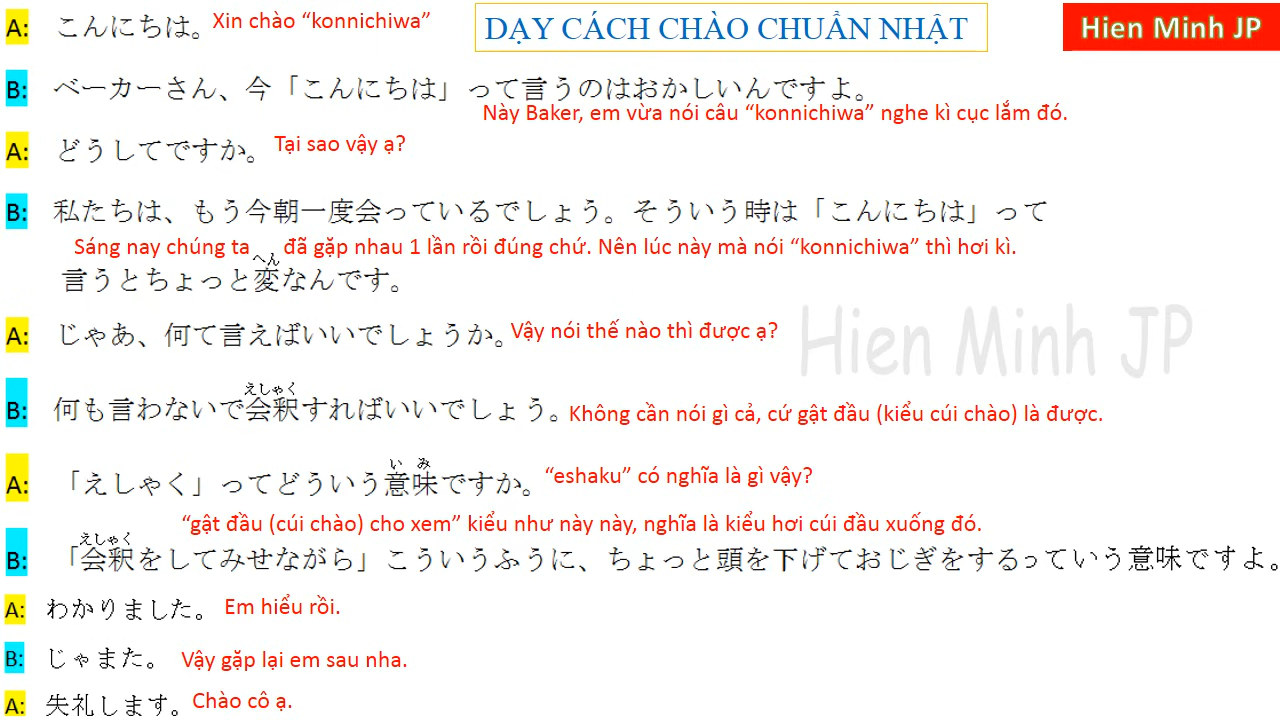 DẠY CÁCH CHÀO CHUẨN NHẬT
Hien Minh JP
A: こんにちは。 Xin chào “konnichiwa”
B: ベーカーさん、今「こんにちは」って言うのはおかしいんですよ。
Này Baker, em vừa nói câu “konnichiwa” nghe kì cục lắm đó.
A: どうしてですか。 Tại sao vậy ạ?
B: 私たちは、もう今朝一度会っているでしょう。そういう時は「こんにちは」って
Sáng nay chúng ta đã gặp nhau 1 lần rồi đúng chứ. Nên lúc này mà nói “konnichiwa” thì hơi kì.
へん
言うとちょっと変なんです。
A: じゃあ、何て言えばいいでしょうか。 Vậy nói thế nào thì được ạ?
Hien Minh JP
えしゃく
B: 何も言わないで会釈すればいいでしょう。 Không cần nói gì cả, cứ gật đầu (kiểu cúi chào) là được.
い み
A: 「えしゃく」ってどういう意味ですか。 “eshaku” có nghĩa là gì vậy?
“gật đầu (cúi chào) cho xem” kiểu như này này, nghĩa là kiểu hơi cúi đầu xuống đó.
えしゃく
B: 「会釈をしてみせながら」こういうふうに、ちょっと頭を下げておじぎをするっていう意味ですよ。
A: わかりました。 Em hiểu rồi.
B: じゃまた。 Vậy gặp lại em sau nha.
A: 失礼します。 Chào cô ạ.